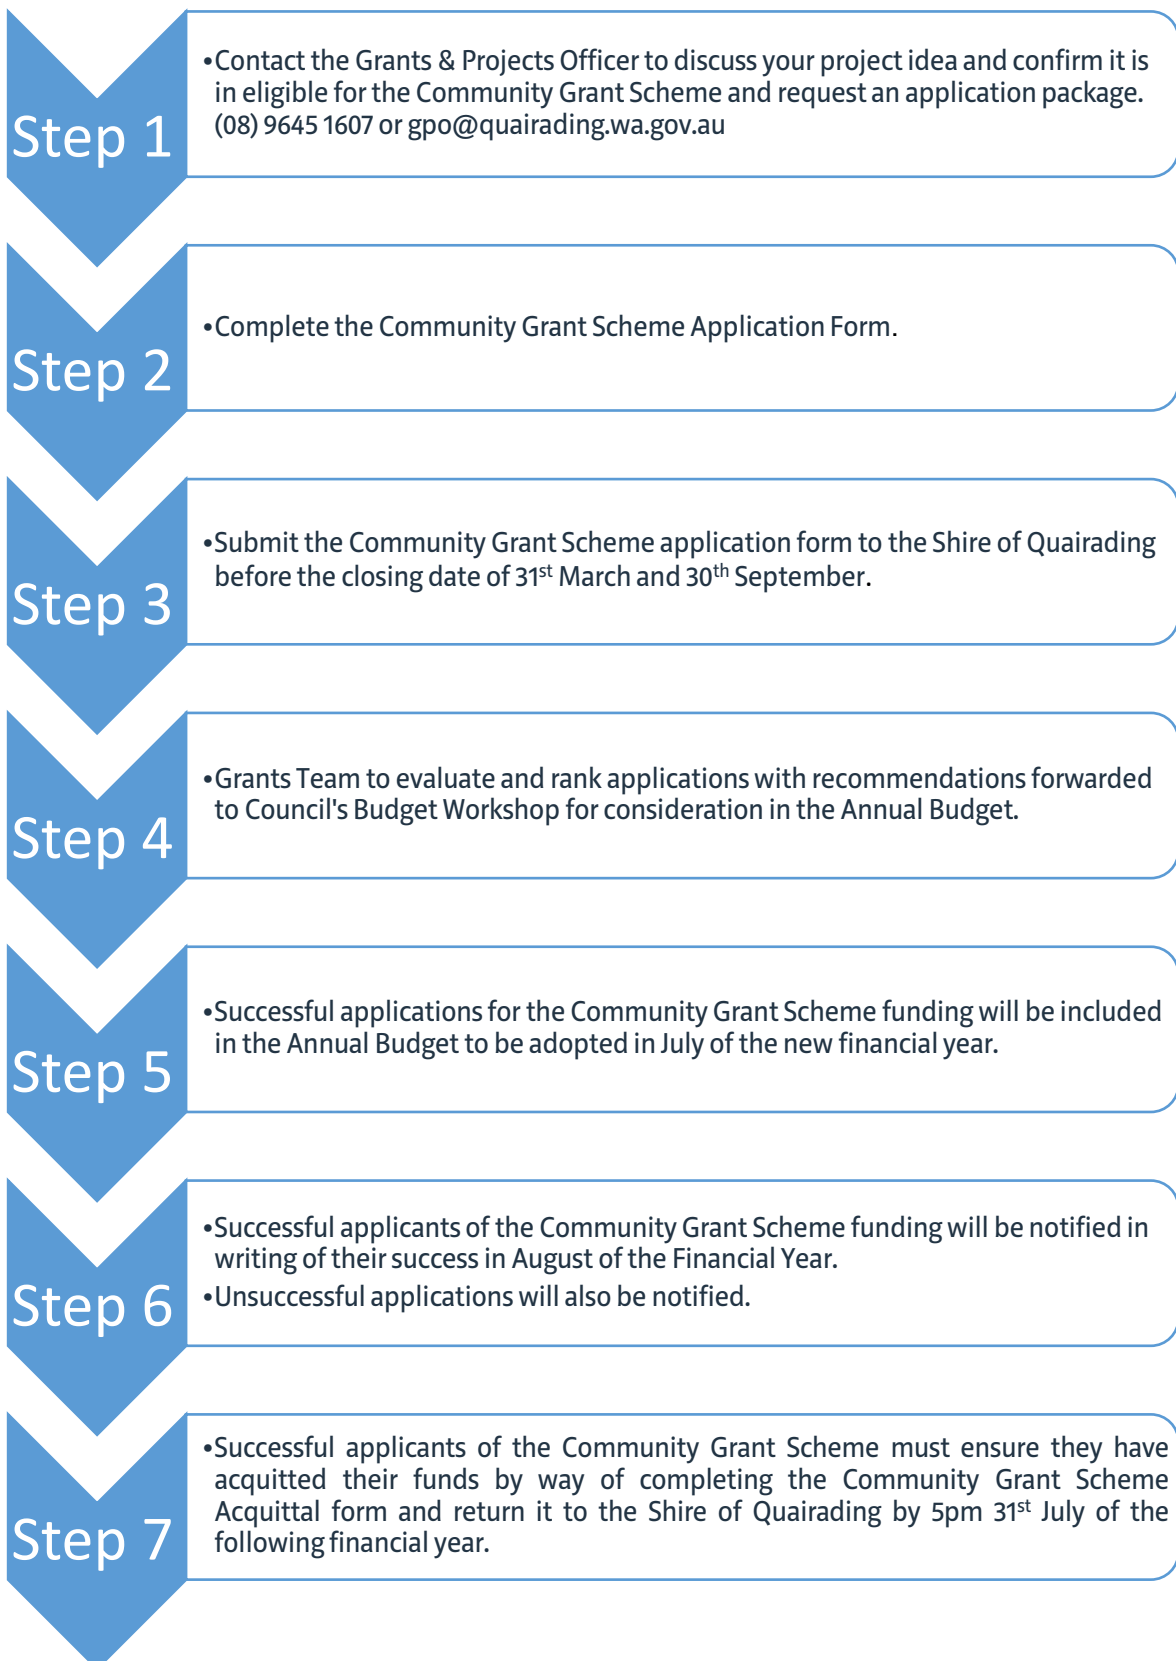 Step 1
•Contact the Grants & Projects Officer to discuss your project idea and confirm it is
in eligible for the Community Grant Scheme and request an application package.
(08) 9645 1607 or gpo@quairading.wa.gov.au
Step 2
•Complete the Community Grant Scheme Application Form.
Step 3
•Submit the Community Grant Scheme application form to the Shire of Quairading
before the closing date of 31st March and 30th September.
Step 4
•Grants Team to evaluate and rank applications with recommendations forwarded
to Council's Budget Workshop for consideration in the Annual Budget.
Step 5
•Successful applications for the Community Grant Scheme funding will be included
in the Annual Budget to be adopted in July of the new financial year.
Step 6
•Successful applicants of the Community Grant Scheme funding will be notified in
writing of their success in August of the Financial Year.
•Unsuccessful applications will also be notified.
Step 7
•Successful applicants of the Community Grant Scheme must ensure they have
acquitted their funds by way of completing the Community Grant Scheme
Acquittal form and return it to the Shire of Quairading by 5pm 31st July of the
following financial year.